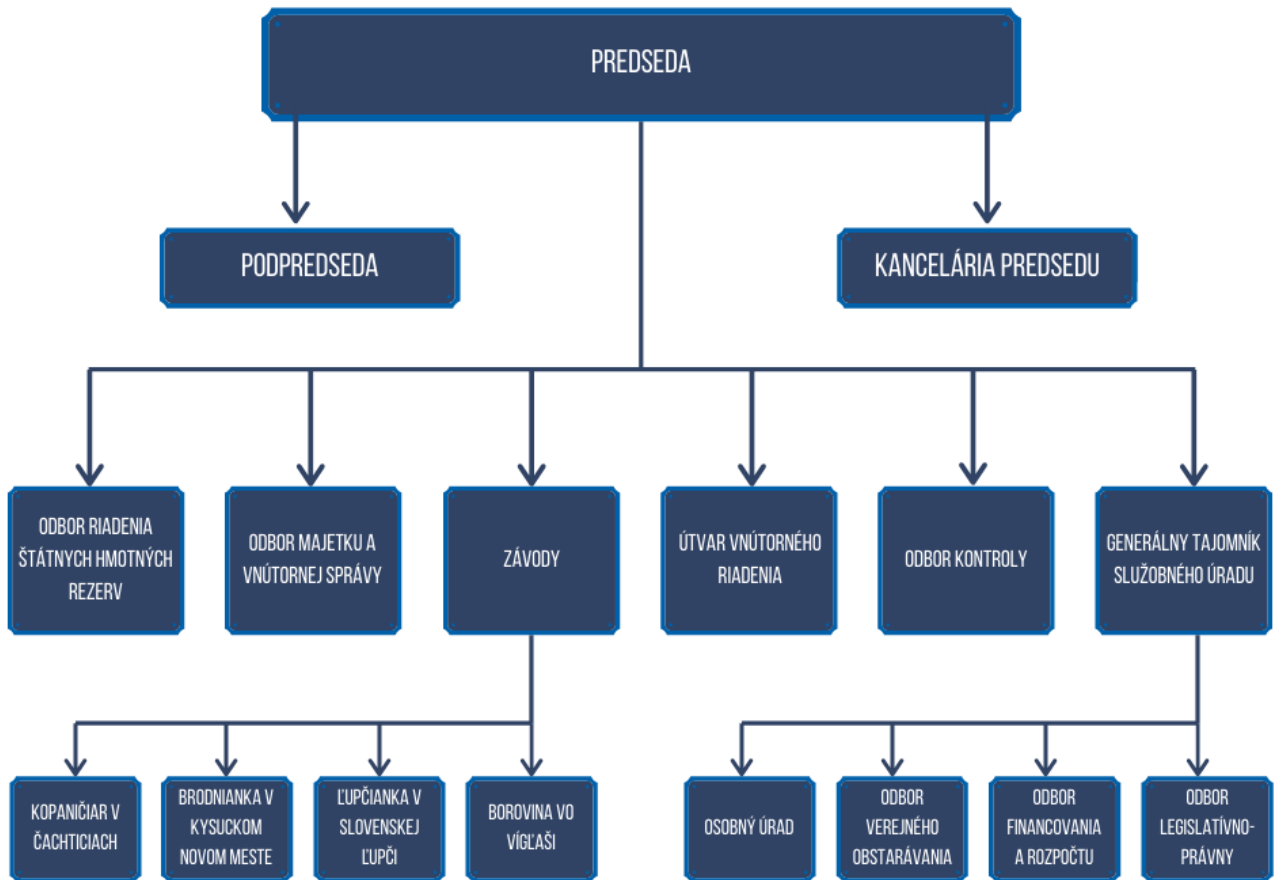 PREDSEDA
PODPREDSEDA
KANCELÁRIA PREDSEDU
ODBOR RIADENIA
ŠTÁTNYCH HMOTNÝCH
REZERV
ODBOR MAJETKU A
VNÚTORNEJ SPRÁVY
ZÁVODY
ÚTVAR VNÚTORNÉHO
RIADENIA
ODBOR KONTROLY
GENERÁLNY TAJOMNÍK
SLUŽOBNÉHO ÚRADU
KOPANIČIAR V
ČACHTICIACH
BRODNIANKA V
KYSUCKOM
NOVOM MESTE
ĽUPČIANKA V
SLOVENSKEJ
ĽUPČI
BOROVINA VO
VÍGĽAŠI
OSOBNÝ ÚRAD
ODBOR
VEREJNÉHO
OBSTARÁVANIA
ODBOR
FINANCOVANIA
A ROZPOČTU
ODBOR
LEGISLATÍVNO-
PRÁVNY